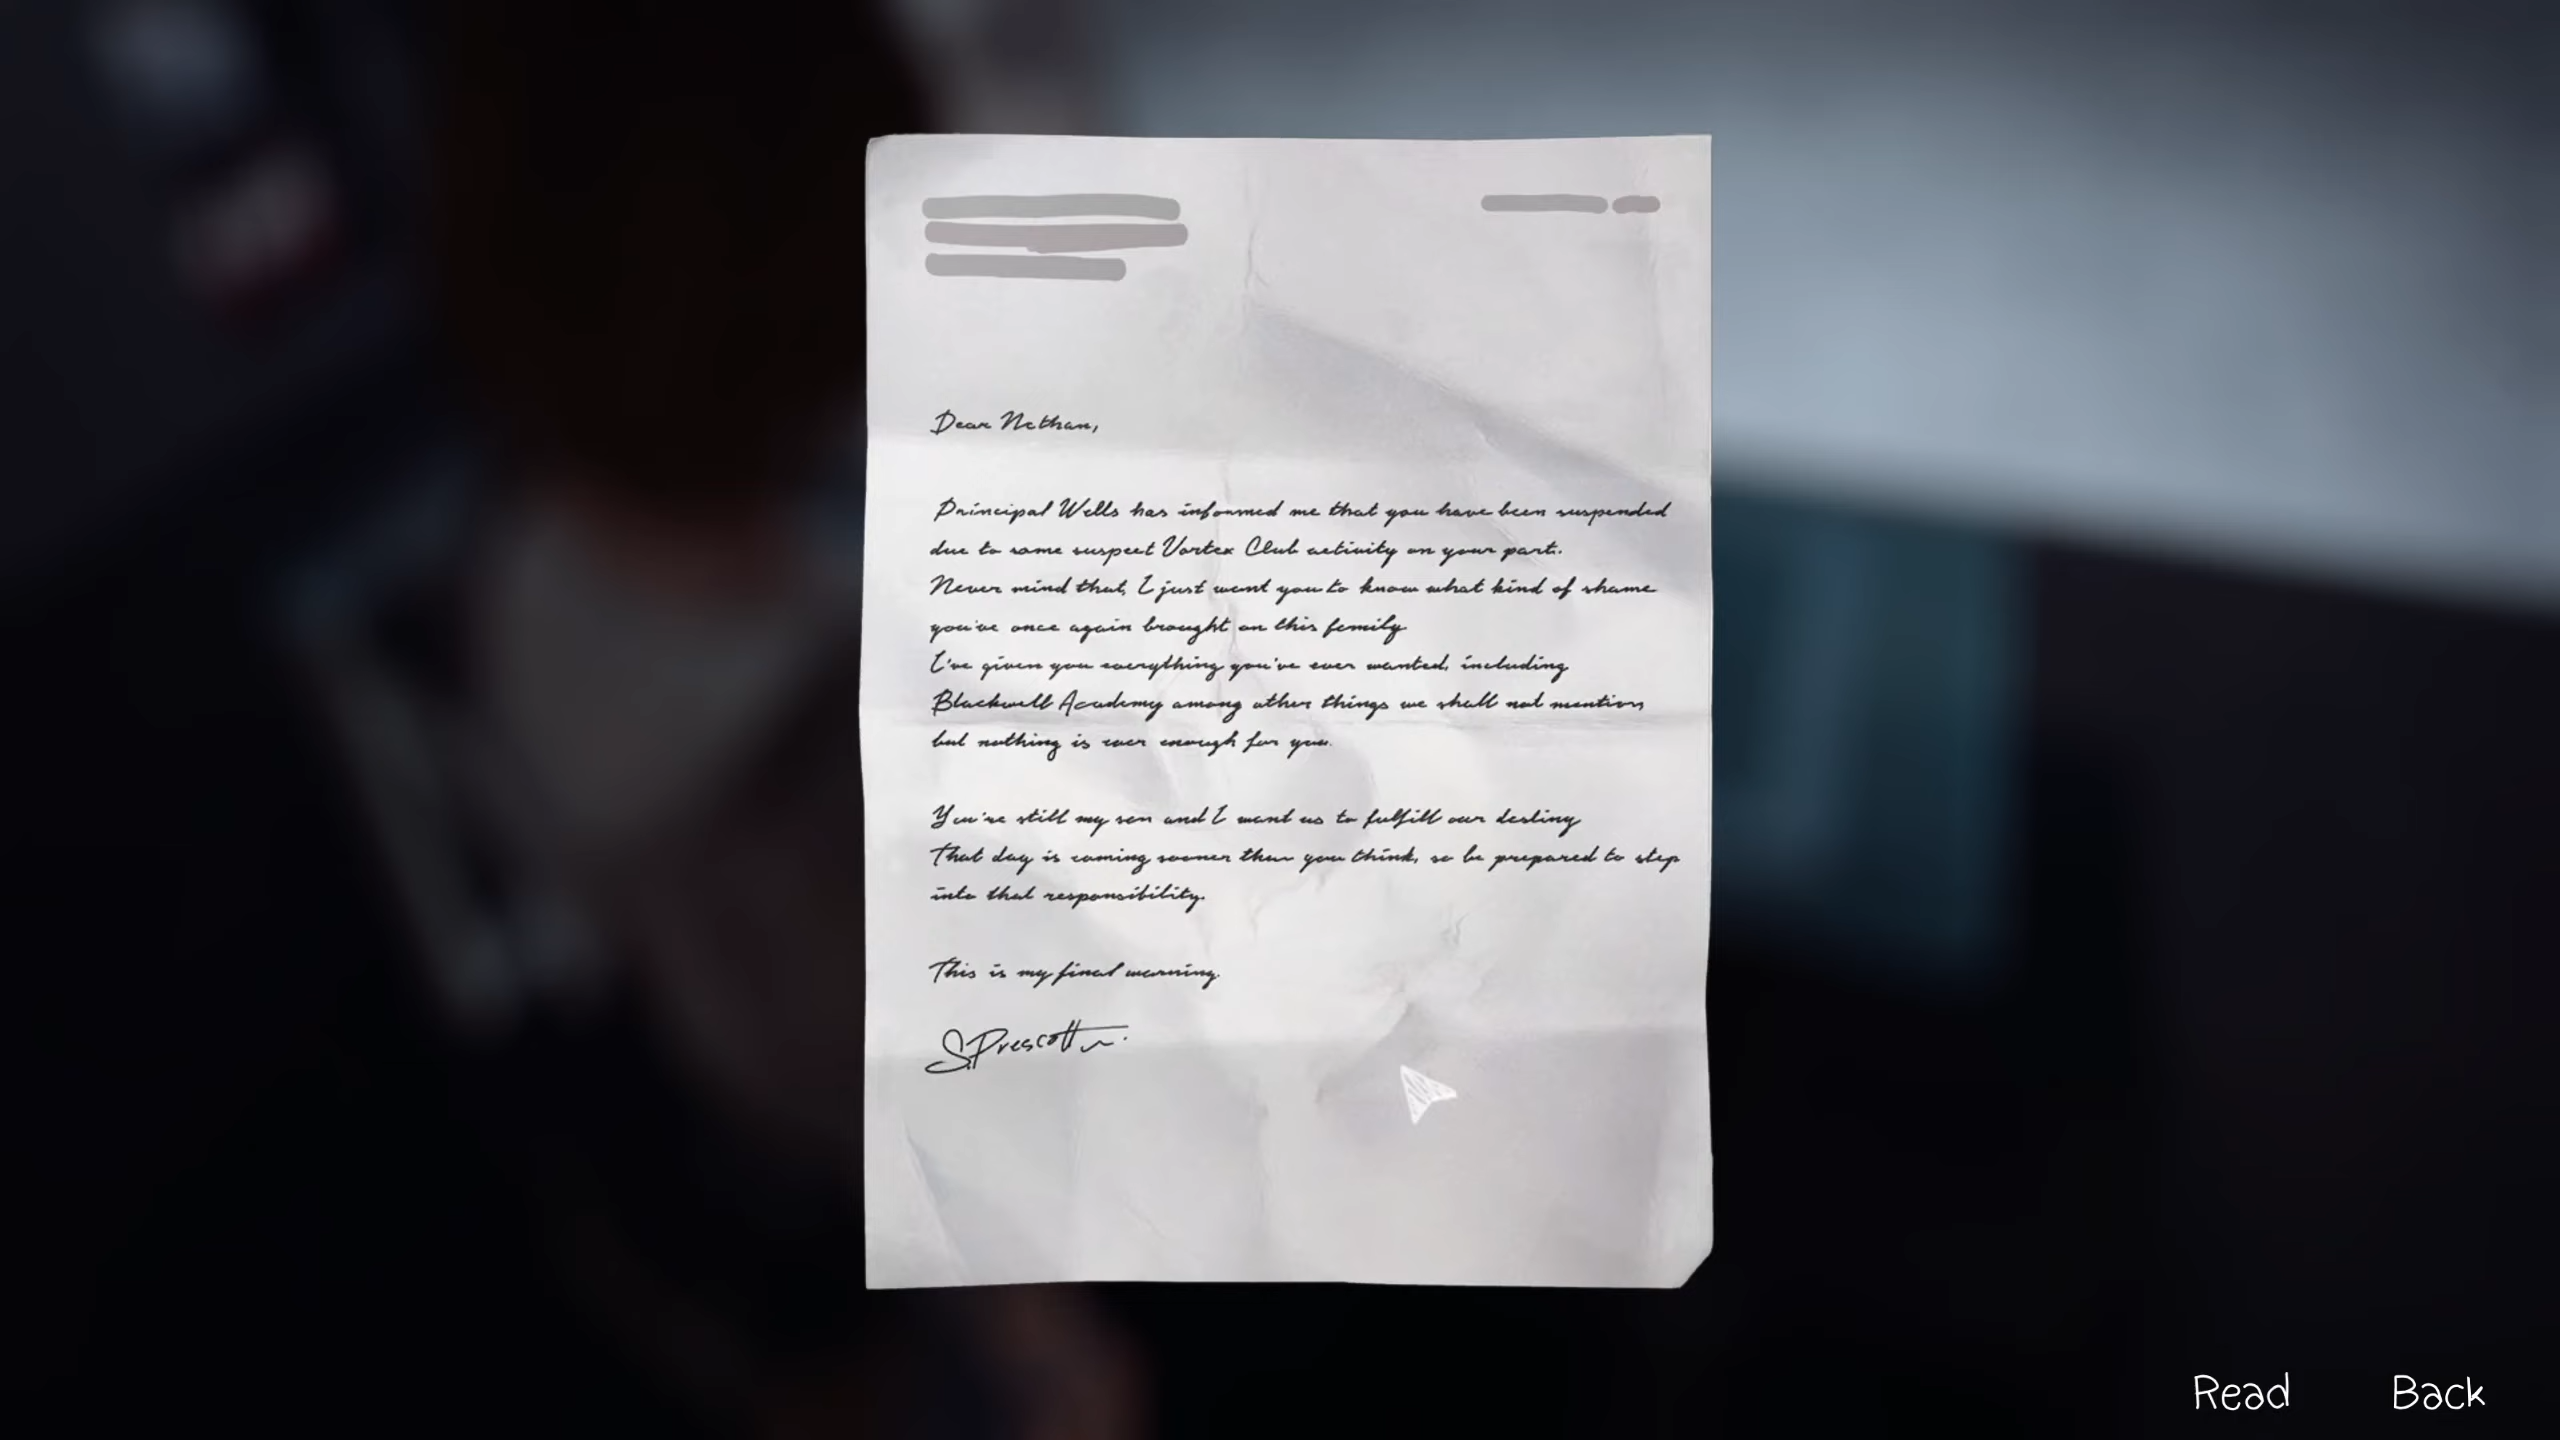 Dear Nathan,
Principal Wells has informed me that you have been suspended
due to some suspect Vortex Club activity on your part.
Never mind that, I just want you to know what kind of shame
you've once again brought on this family
I've given you everything you've ever wanted, including
Blackwell Academy among other things we shall not mention
but nothing is ever enough for you.
You're still my son and I want us to fulfill our destiny
That day is coming sooner than you think, so be prepared to step
into that responsibility.
This is my final warning.
S.Prescott
Read Back